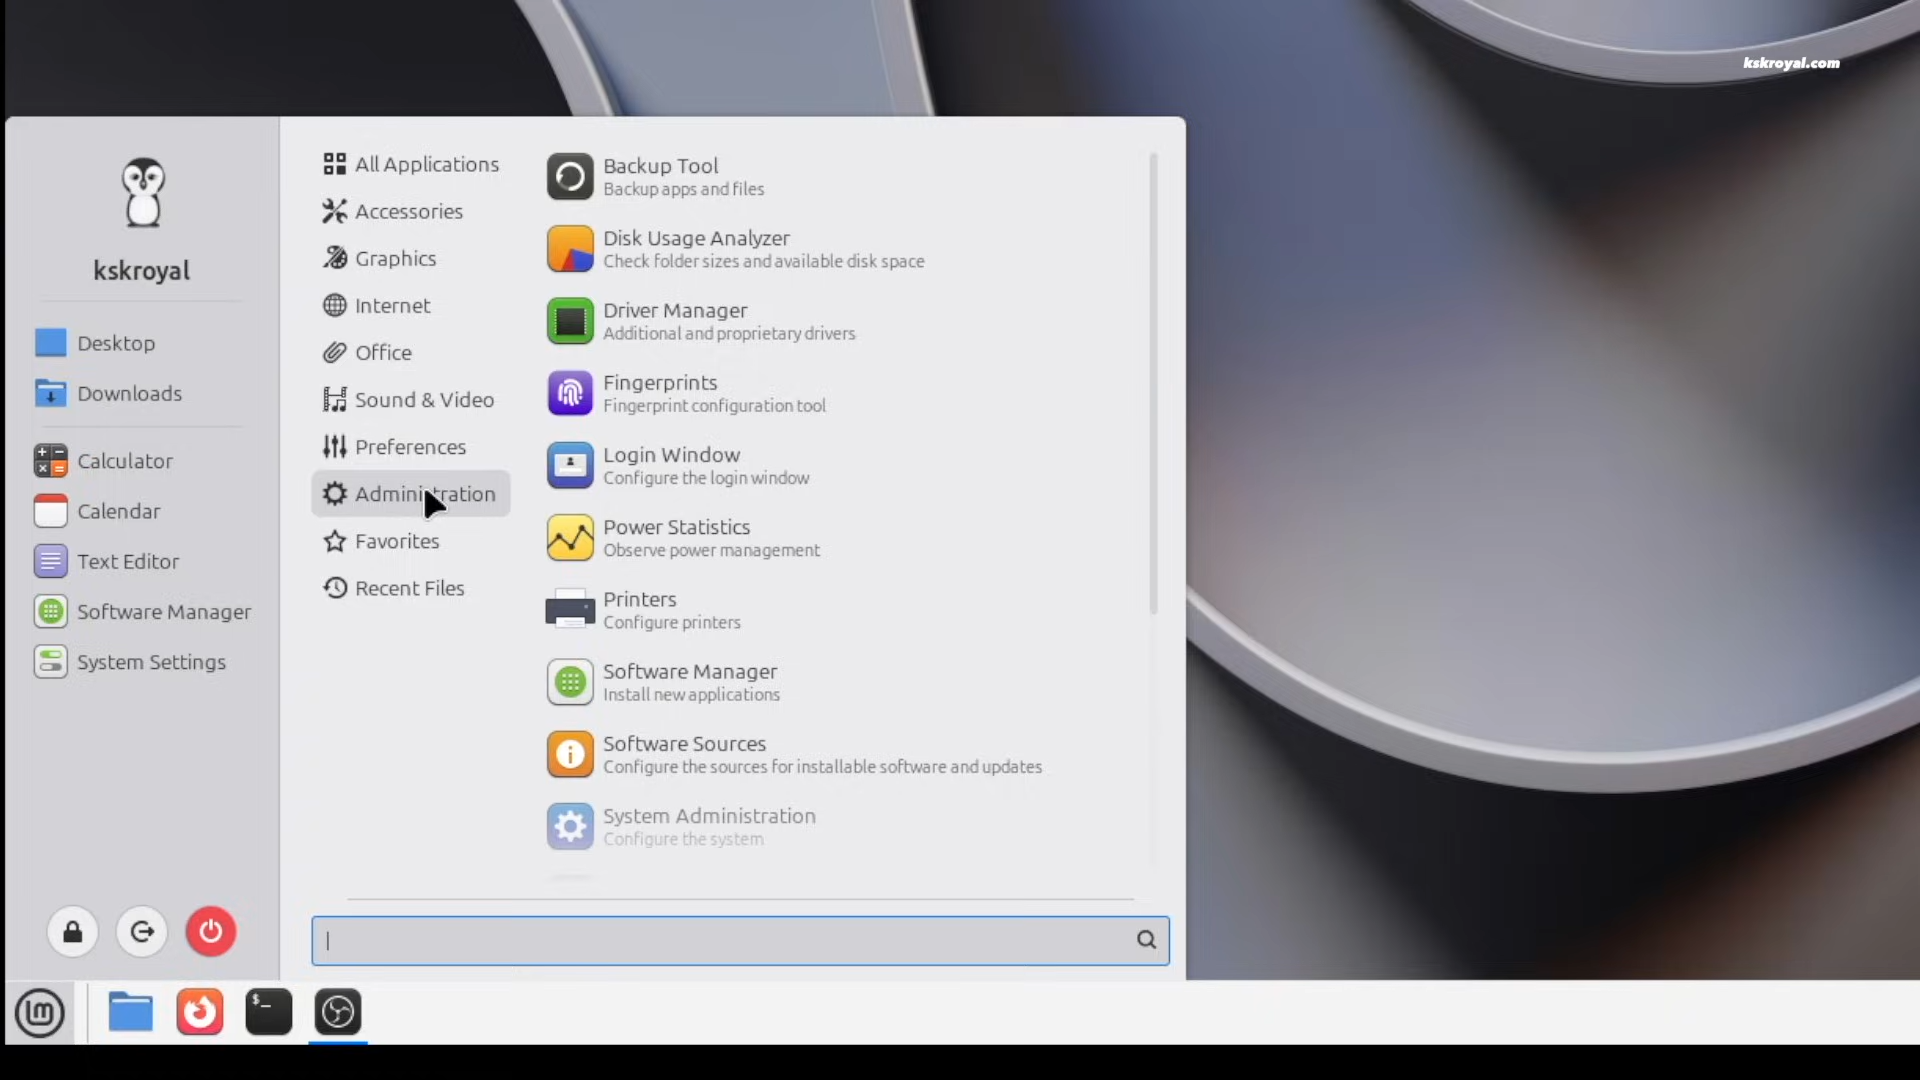 kskroyal.com
kskroyal
Desktop
Downloads
Calculator
Calendar
Text Editor
Software Manager
System Settings
All Applications
Accessories
Graphics
Internet
Office
Sound & Video
Preferences
Administration
Favorites
Recent Files
Backup Tool
Backup apps and files
Disk Usage Analyzer
Check folder sizes and available disk space
Driver Manager
Additional and proprietary drivers
Fingerprints
Fingerprint configuration tool
Login Window
Configure the login window
Power Statistics
Observe power management
Printers
Configure printers
Software Manager
Install new applications
Software Sources
Configure the sources for installable software and updates
System Administration
Configure the system